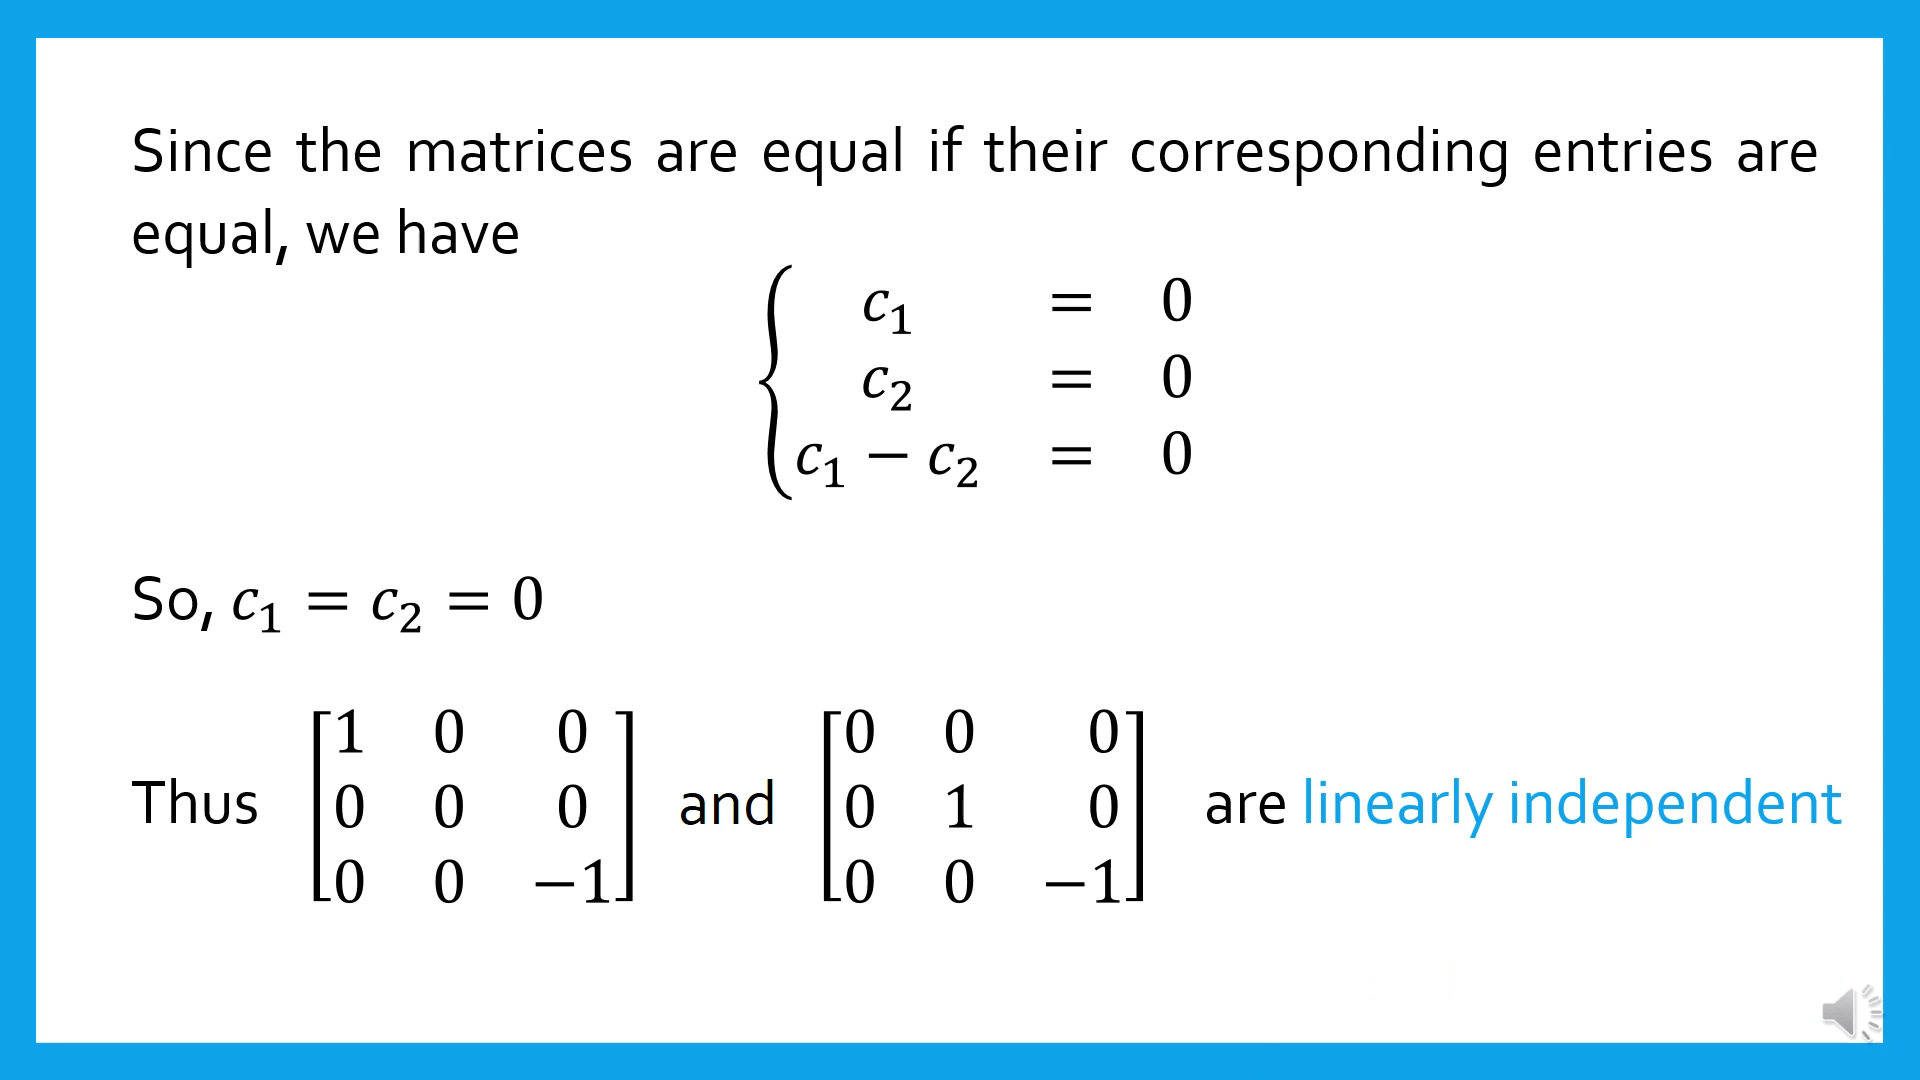 Since the matrices are equal if their corresponding entries are
equal, we have
c₁ = 0
c₂ = 0
c₁ − c₂ = 0
So, c₁ = c₂ = 0
Thus [1 0 0; 0 0 0; 0 0 −1] and [0 0 0; 0 1 0; 0 0 −1] are linearly independent